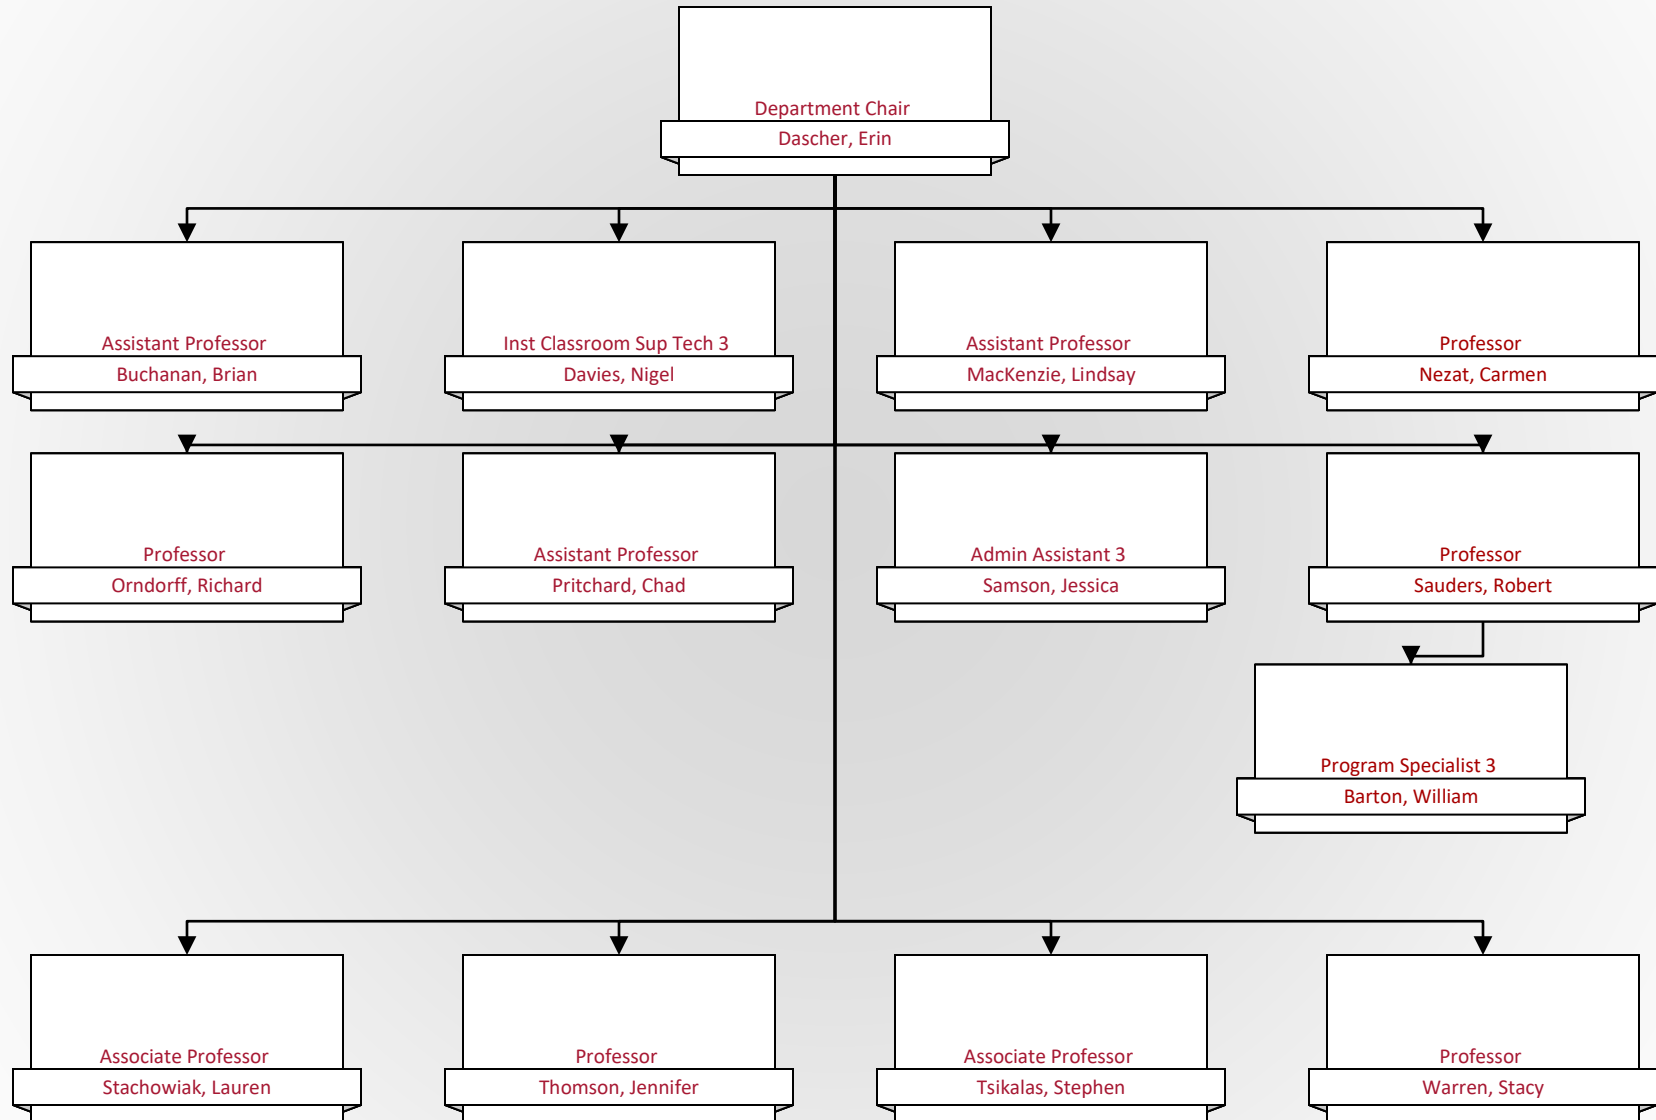 Department Chair
Dascher, Erin
Assistant Professor
Buchanan, Brian
Inst Classroom Sup Tech 3
Davies, Nigel
Assistant Professor
MacKenzie, Lindsay
Professor
Nezat, Carmen
Professor
Orndorff, Richard
Assistant Professor
Pritchard, Chad
Admin Assistant 3
Samson, Jessica
Professor
Sauders, Robert
Program Specialist 3
Barton, William
Associate Professor
Stachowiak, Lauren
Professor
Thomson, Jennifer
Associate Professor
Tsikalas, Stephen
Professor
Warren, Stacy